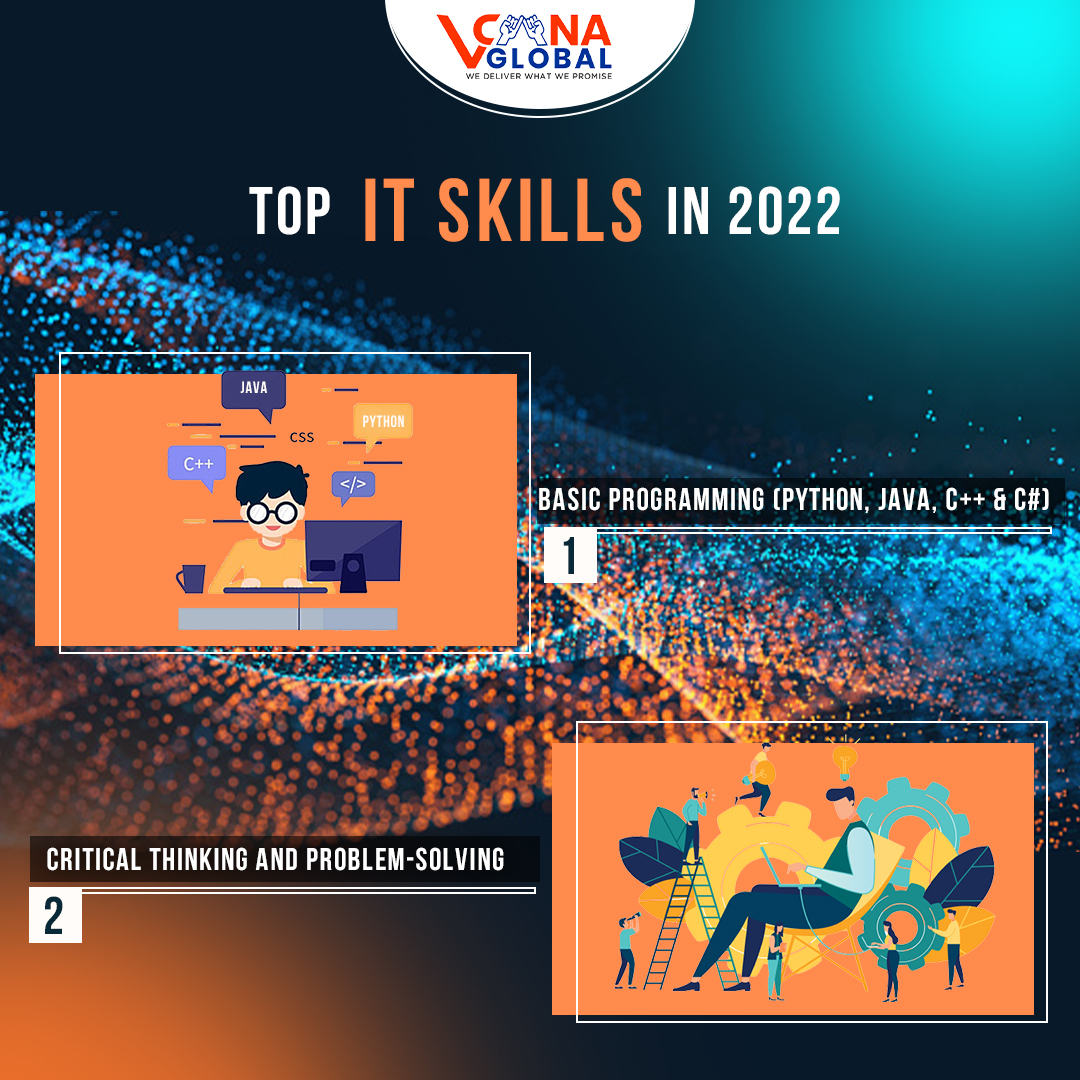 VCANA
GLOBAL
WE DELIVER WHAT WE PROMISE
TOP IT SKILLS IN 2022
JAVA
PYTHON
CSS
C++
</>
BASIC PROGRAMMING (PYTHON, JAVA, C++ & C#)
1
CRITICAL THINKING AND PROBLEM-SOLVING
2